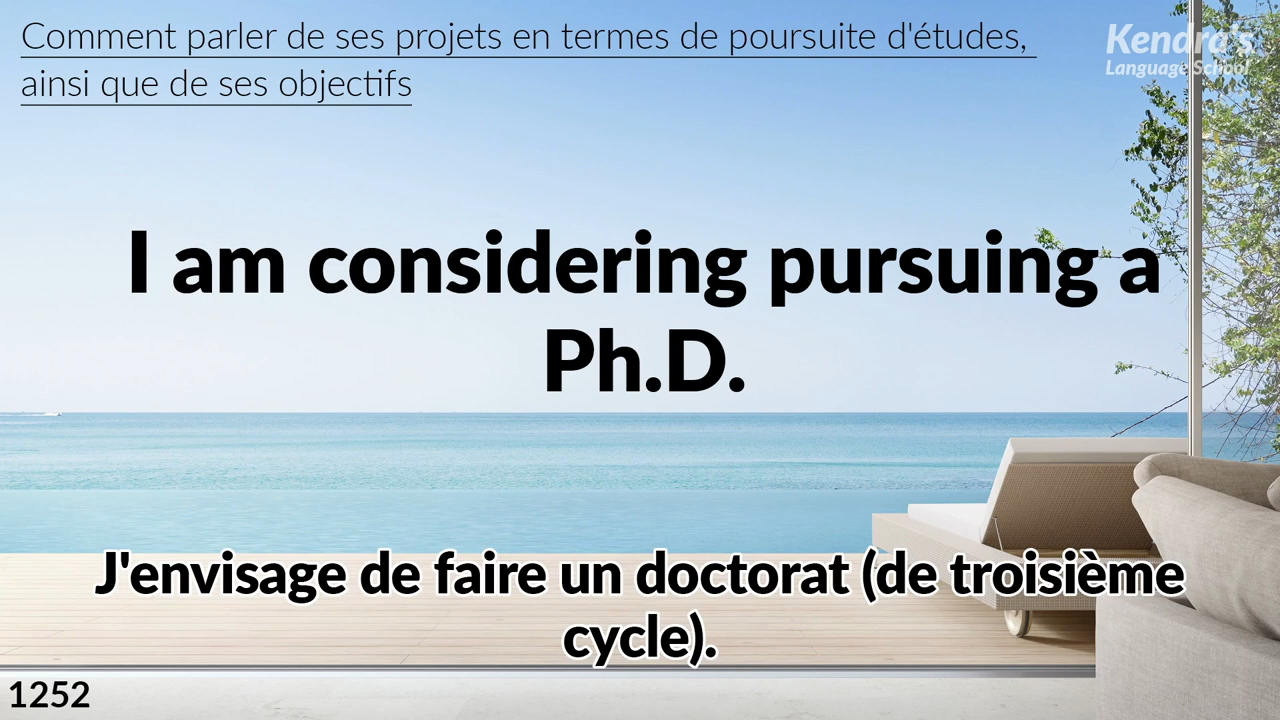 Comment parler de ses projets en termes de poursuite d'études,
ainsi que de ses objectifs
Kendra's
Language School
I am considering pursuing a
Ph.D.
J'envisage de faire un doctorat (de troisième
cycle).
1252